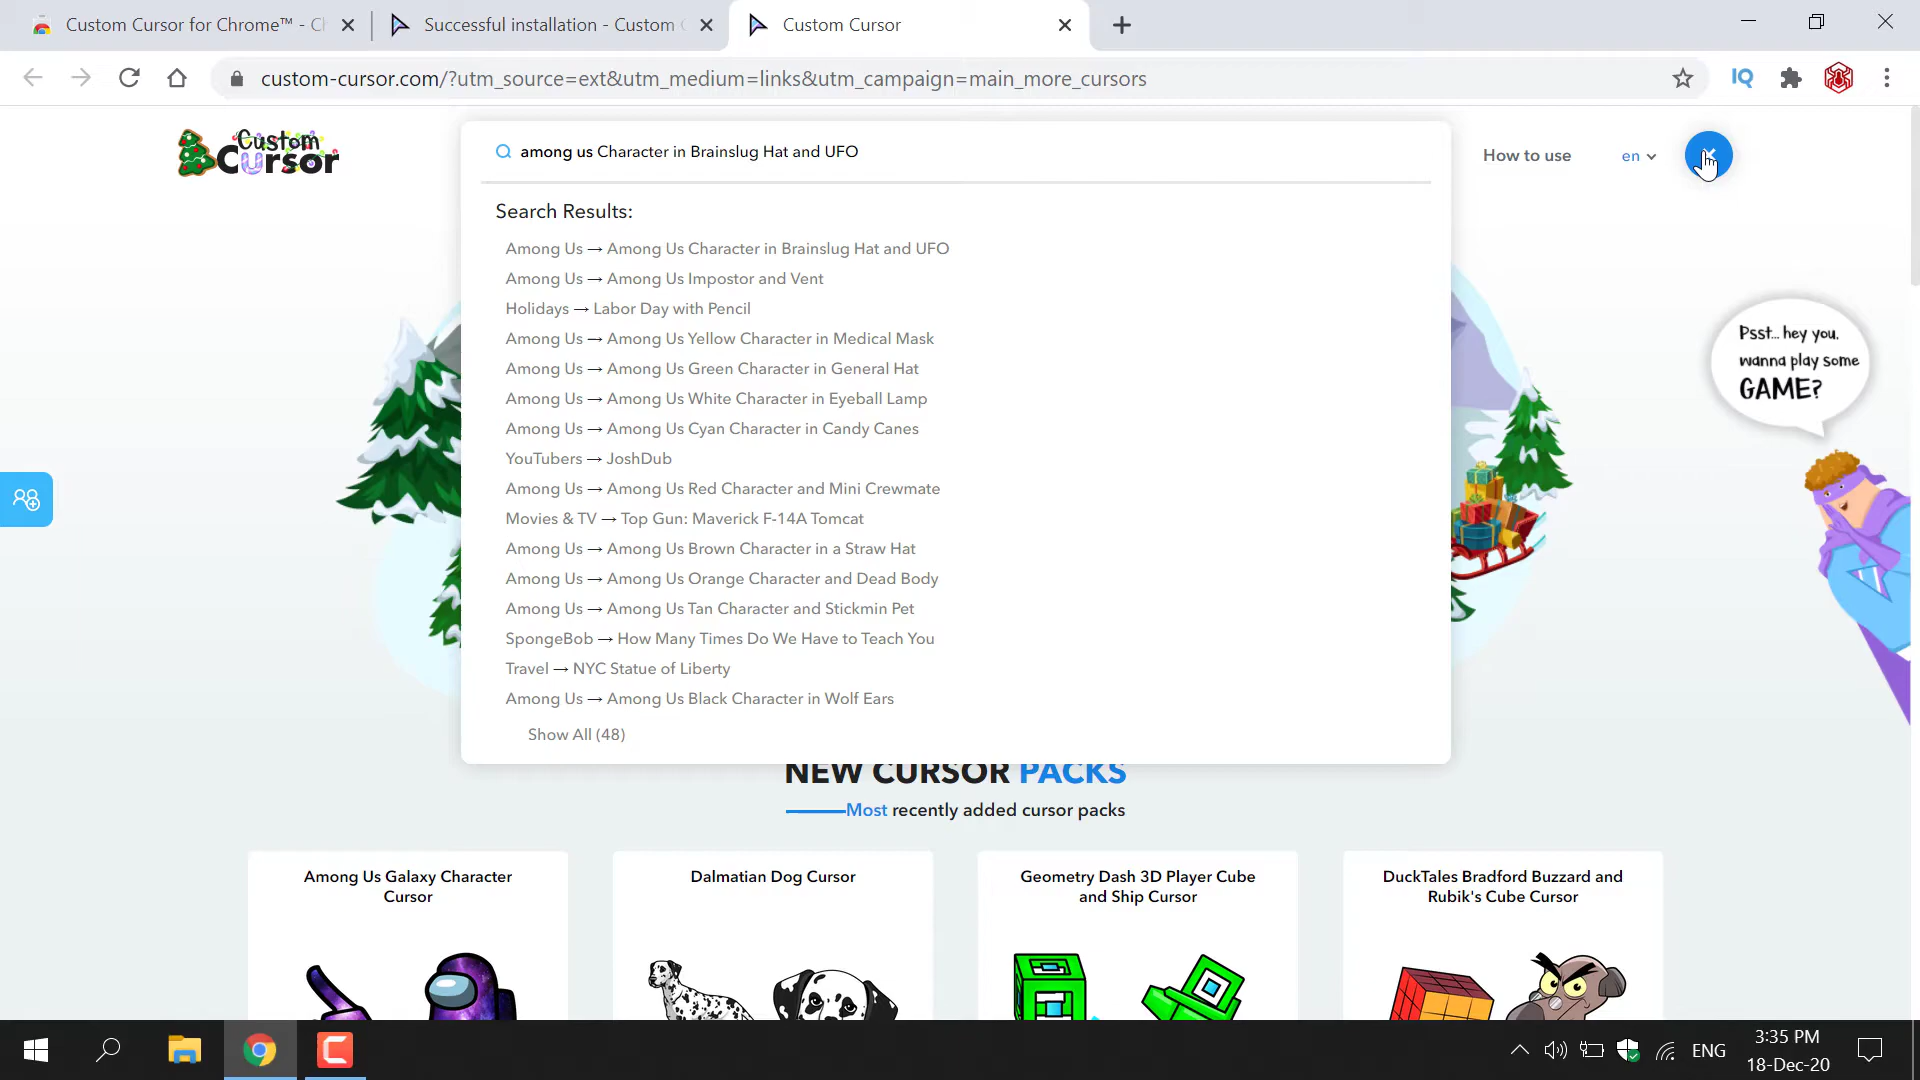 Custom Cursor for Chrome™ - Ch
Successful installation - Custom C
Custom Cursor
custom-cursor.com/?utm_source=ext&utm_medium=links&utm_campaign=main_more_cursors
IQ
Custom
Cursor
among us Character in Brainslug Hat and UFO
How to use
en
Search Results:
Among Us → Among Us Character in Brainslug Hat and UFO
Among Us → Among Us Impostor and Vent
Holidays → Labor Day with Pencil
Among Us → Among Us Yellow Character in Medical Mask
Among Us → Among Us Green Character in General Hat
Among Us → Among Us White Character in Eyeball Lamp
Among Us → Among Us Cyan Character in Candy Canes
YouTubers → JoshDub
Among Us → Among Us Red Character and Mini Crewmate
Movies & TV → Top Gun: Maverick F-14A Tomcat
Among Us → Among Us Brown Character in a Straw Hat
Among Us → Among Us Orange Character and Dead Body
Among Us → Among Us Tan Character and Stickmin Pet
SpongeBob → How Many Times Do We Have to Teach You
Travel → NYC Statue of Liberty
Among Us → Among Us Black Character in Wolf Ears
Show All (48)
Psst... hey you.
wanna play some
GAME?
NEW CURSOR PACKS
Most recently added cursor packs
Among Us Galaxy Character
Cursor
Dalmatian Dog Cursor
Geometry Dash 3D Player Cube
and Ship Cursor
DuckTales Bradford Buzzard and
Rubik's Cube Cursor
ENG
3:35 PM
18-Dec-20